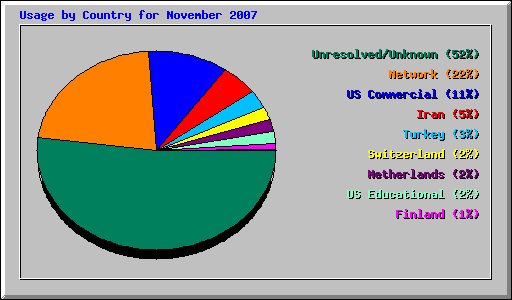 Usage by Country for November 2007
Unresolved/Unknown (52%)
Network (22%)
US Commercial (11%)
Iran (5%)
Turkey (3%)
Switzerland (2%)
Netherlands (2%)
US Educational (2%)
Finland (1%)